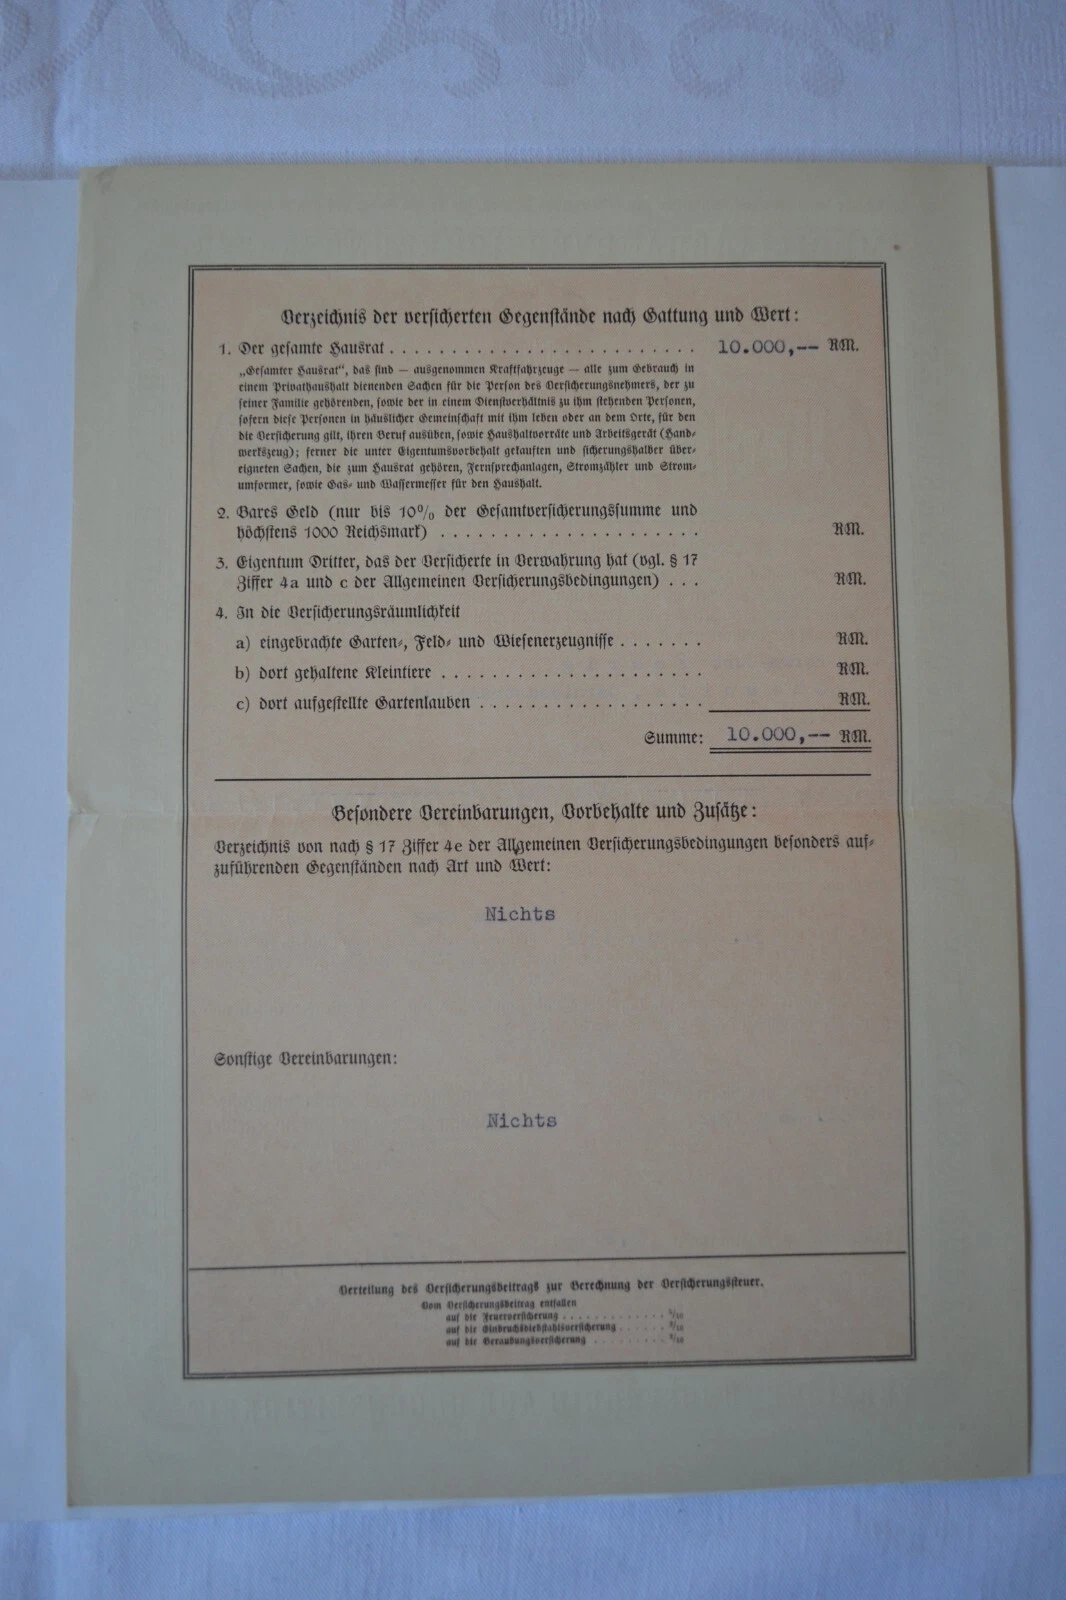 Verzeichnis der versicherten Gegenstände nach Gattung und Wert:
1. Der gesamte Hausrat . . . . . . . . . . . . . . . . . . . . . . . . . 10.000,-- RM.
„Gesamter Hausrat“, das sind — ausgenommen Kraftfahrzeuge — alle zum Gebrauch in
einem Privathaushalt dienenden Sachen für die Person des Versicherungsnehmers, der zu
seiner Familie gehörenden, sowie der in einem Dienstverhältnis zu ihm stehenden Personen,
sofern diese Personen in häuslicher Gemeinschaft mit ihm leben oder an dem Orte, für den
die Versicherung gilt, ihren Beruf ausüben, sowie Haushaltvorräte und Arbeitsgerät (Hand-
werkszeug); ferner die unter Eigentumsvorbehalt gekauften und sicherungshalber über-
eigneten Sachen, die zum Hausrat gehören, Fernsprechanlagen, Stromzähler und Strom-
umformer, sowie Gas- und Wassermesser für den Haushalt.
2. Bares Geld (nur bis 10% der Gesamtversicherungssumme und
höchstens 1000 Reichsmark) . . . . . . . . . . . . . . . . . . . . . RM.
3. Eigentum Dritter, das der Versicherte in Verwahrung hat (vgl. § 17
Ziffer 4a und c der Allgemeinen Versicherungsbedingungen) . . . RM.
4. In die Versicherungsräumlichkeit
a) eingebrachte Garten-, Feld- und Wiesenerzeugnisse . . . . . . . RM.
b) dort gehaltene Kleintiere . . . . . . . . . . . . . . . . . . . . . RM.
c) dort aufgestellte Gartenlauben . . . . . . . . . . . . . . . . . . RM.
Summe: 10.000,-- RM.
Besondere Vereinbarungen, Vorbehalte und Zusätze:
Verzeichnis von nach § 17 Ziffer 4e der Allgemeinen Versicherungsbedingungen besonders auf-
zuführenden Gegenständen nach Art und Wert:
Nichts
Sonstige Vereinbarungen:
Nichts
Verteilung des Versicherungsbeitrags zur Berechnung der Versicherungssteuer.
Vom Versicherungsbeitrag entfallen
auf die Feuerversicherung . . . . . . . . . . . . .
auf die Einbruchsdiebstahlversicherung . . . . . .
auf die Beraubungsversicherung . . . . . . . . .